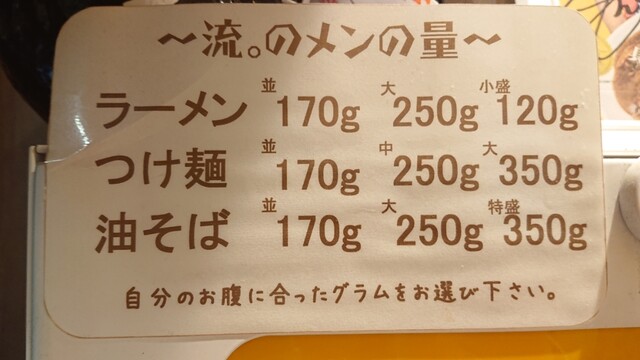 ～流。のメンの量～
ラーメン 並170g 大250g 小盛120g
つけ麺 並170g 中250g 大350g
油そば 並170g 大250g 特盛350g
自分のお腹に合ったグラムをお選び下さい。